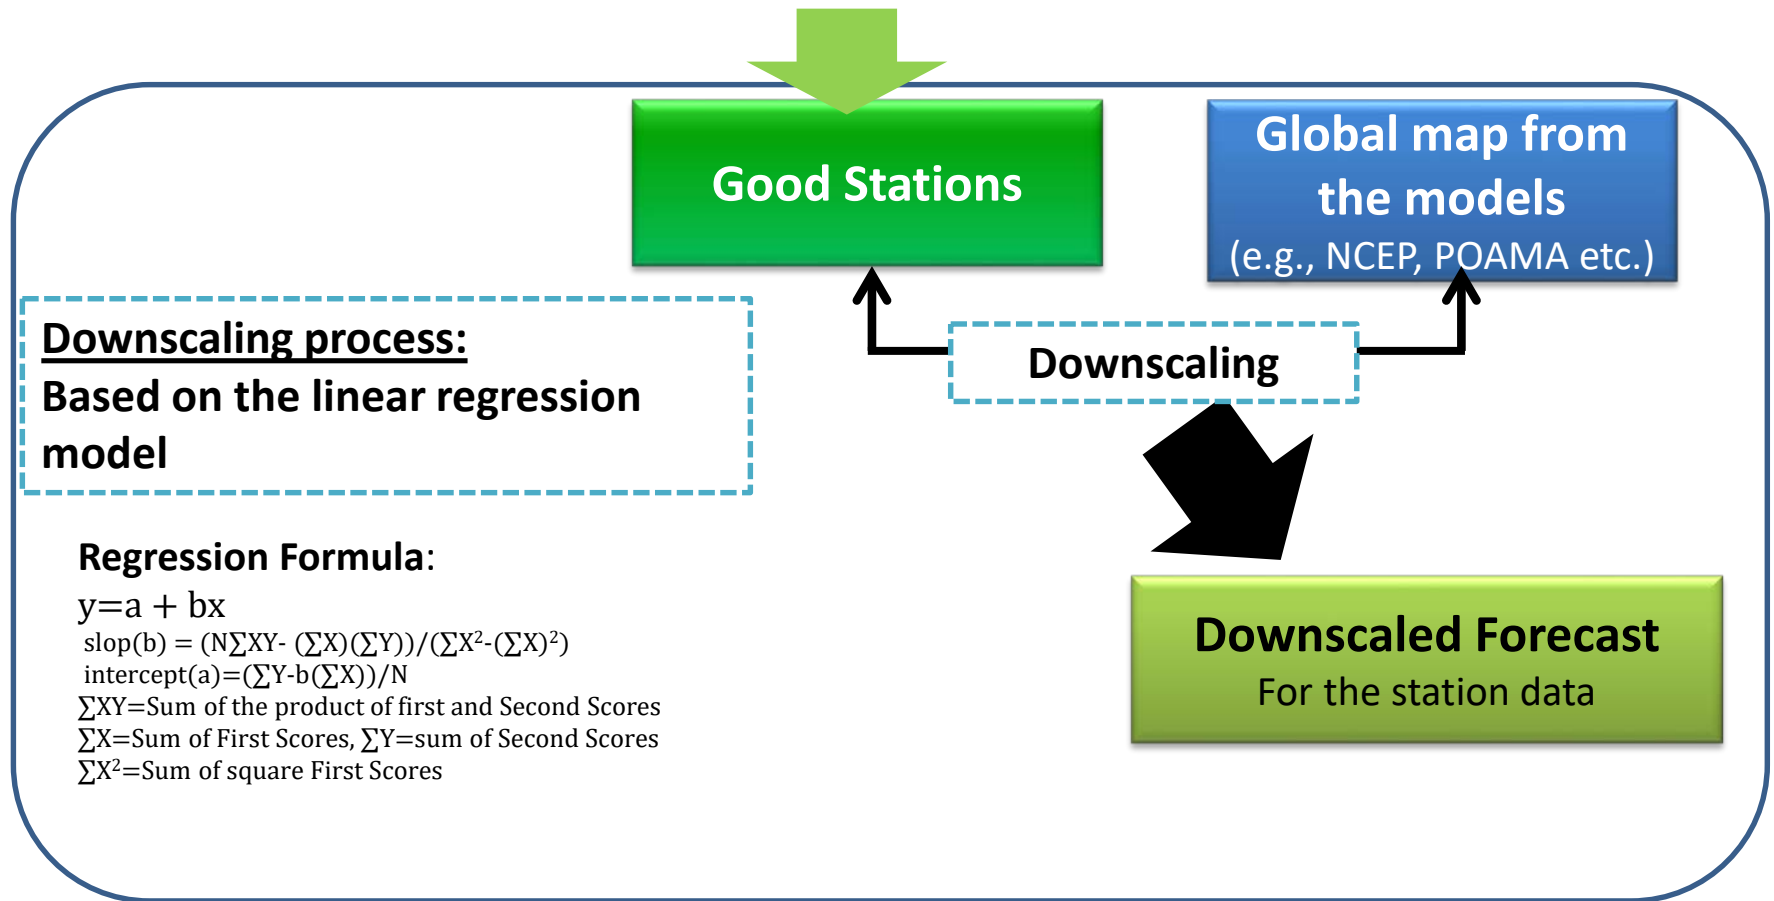 Good Stations
Global map from
the models
(e.g., NCEP, POAMA etc.)
Downscaling process:
Based on the linear regression
model
Downscaling
Regression Formula:
y=a + bx
slop(b) = (N∑XY- (∑X)(∑Y))/(∑X²-(∑X)²)
intercept(a)=(∑Y-b(∑X))/N
∑XY=Sum of the product of first and Second Scores
∑X=Sum of First Scores, ∑Y=sum of Second Scores
∑X²=Sum of square First Scores
Downscaled Forecast
For the station data